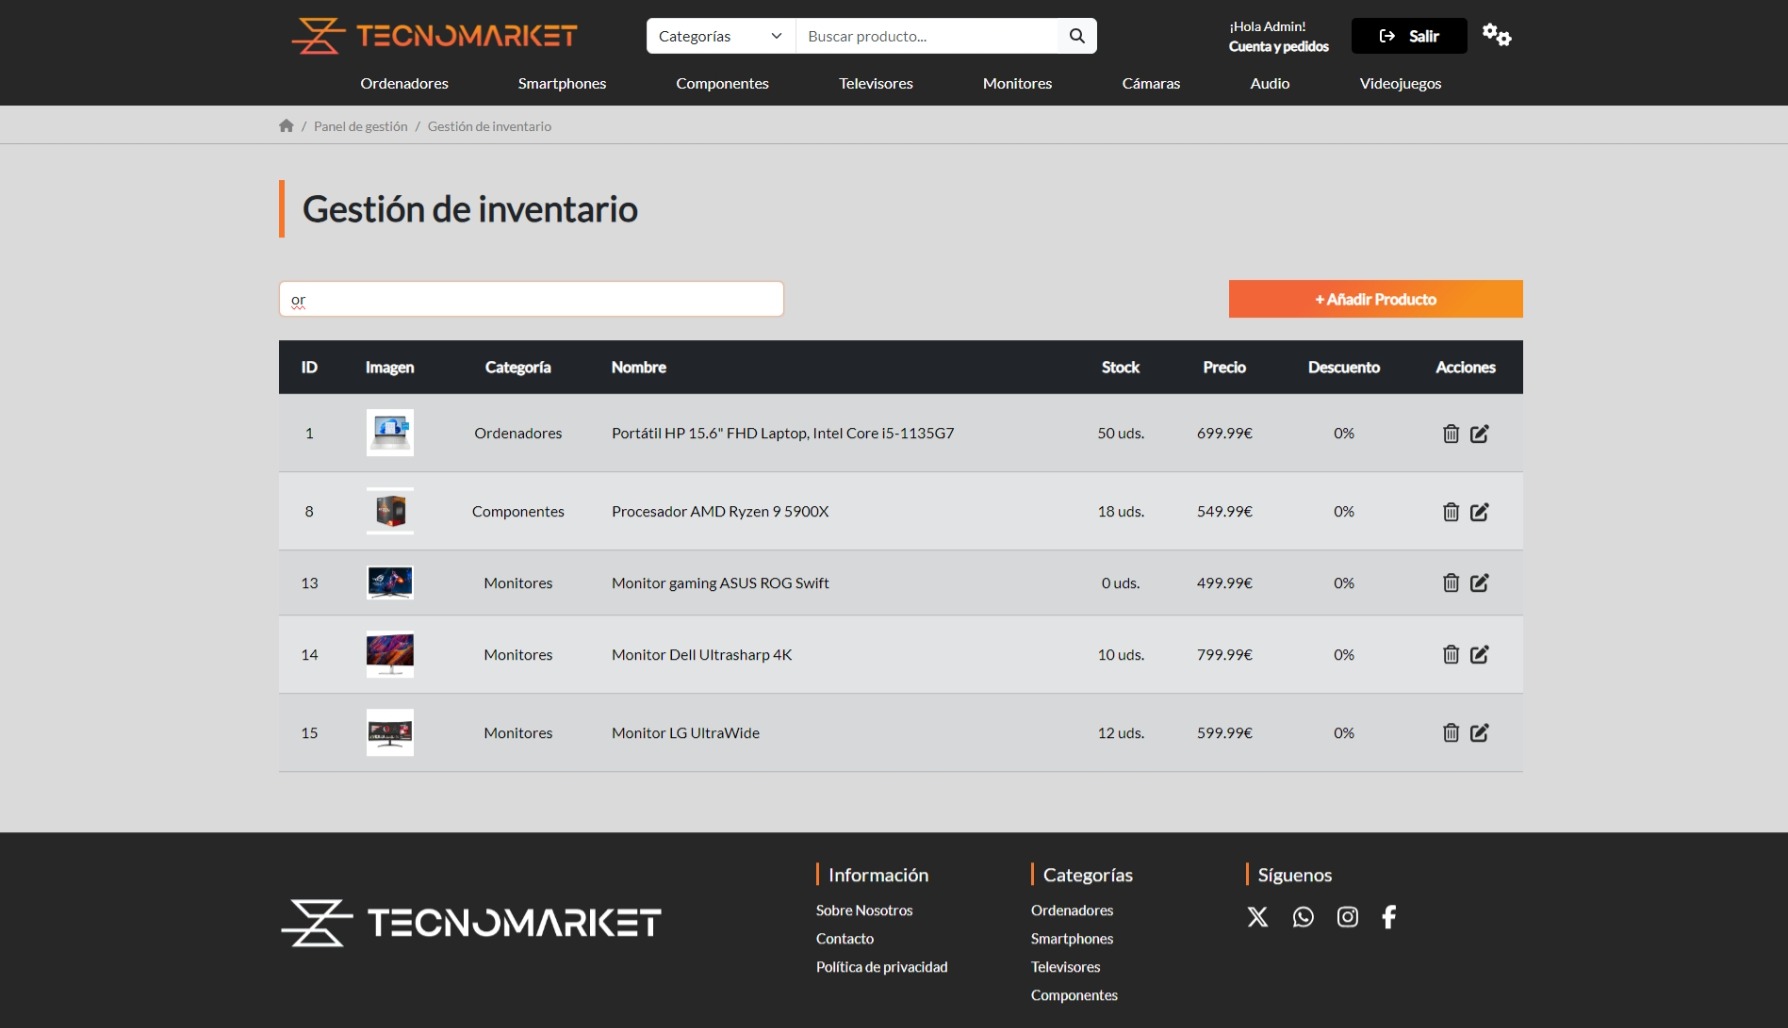 TECNOMARKET
Categorías
Buscar producto...
¡Hola Admin!
Cuenta y pedidos
Salir
Ordenadores
Smartphones
Componentes
Televisores
Monitores
Cámaras
Audio
Videojuegos
/ Panel de gestión / Gestión de inventario
Gestión de inventario
or
+ Añadir Producto
ID Imagen Categoría Nombre Stock Precio Descuento Acciones
1 Ordenadores Portátil HP 15.6" FHD Laptop, Intel Core i5-1135G7 50 uds. 699.99€ 0%
8 Componentes Procesador AMD Ryzen 9 5900X 18 uds. 549.99€ 0%
13 Monitores Monitor gaming ASUS ROG Swift 0 uds. 499.99€ 0%
14 Monitores Monitor Dell Ultrasharp 4K 10 uds. 799.99€ 0%
15 Monitores Monitor LG UltraWide 12 uds. 599.99€ 0%
TECNOMARKET
Información
Sobre Nosotros
Contacto
Política de privacidad
Categorías
Ordenadores
Smartphones
Televisores
Componentes
Síguenos